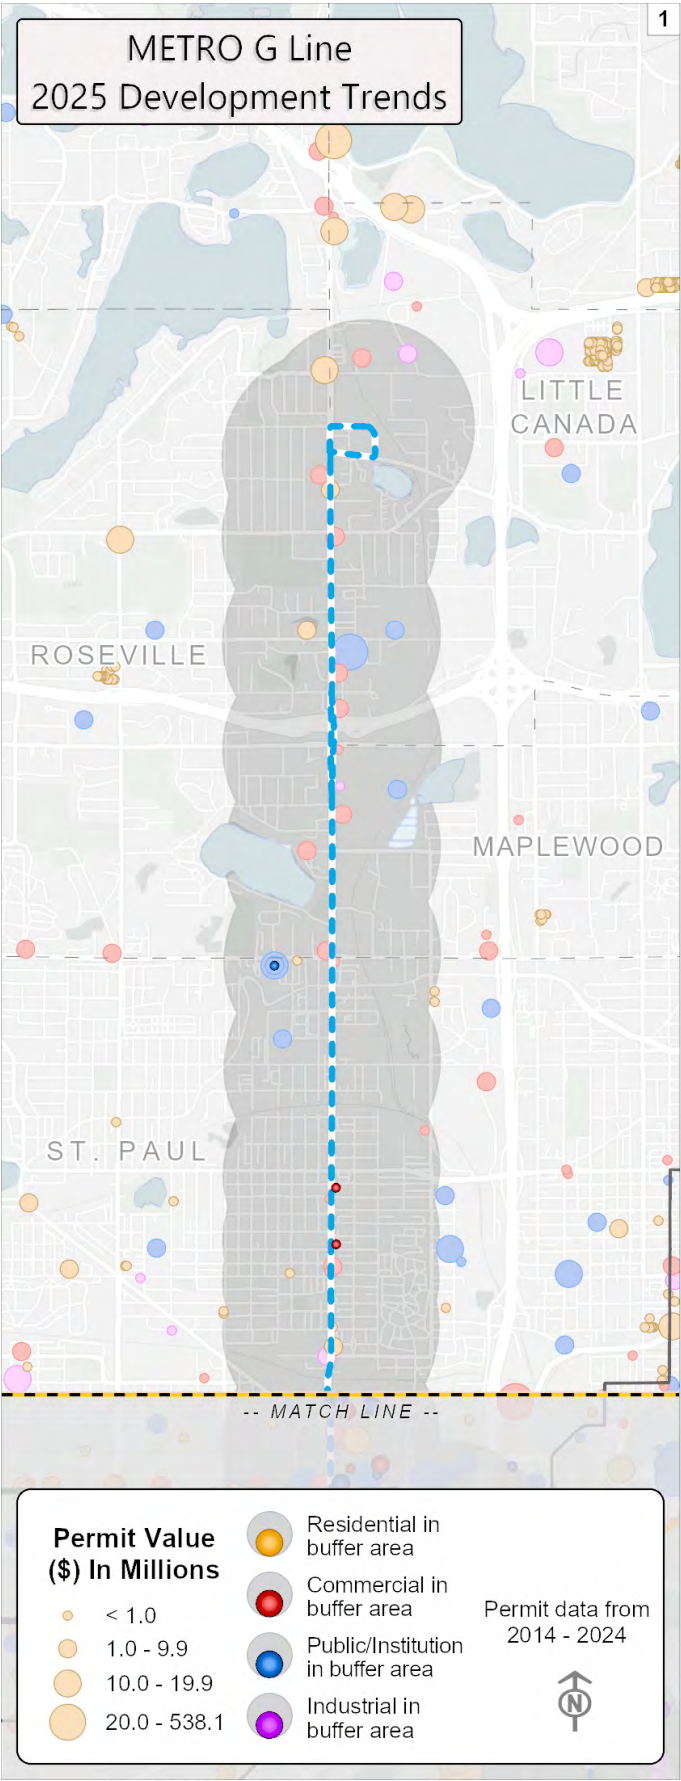 1
METRO G Line
2025 Development Trends
LITTLE
CANADA
ROSEVILLE
MAPLEWOOD
ST. PAUL
-- MATCH LINE --
Permit Value
($) In Millions
< 1.0
1.0 - 9.9
10.0 - 19.9
20.0 - 538.1
Residential in
buffer area
Commercial in
buffer area
Public/Institution
in buffer area
Industrial in
buffer area
Permit data from
2014 - 2024
N